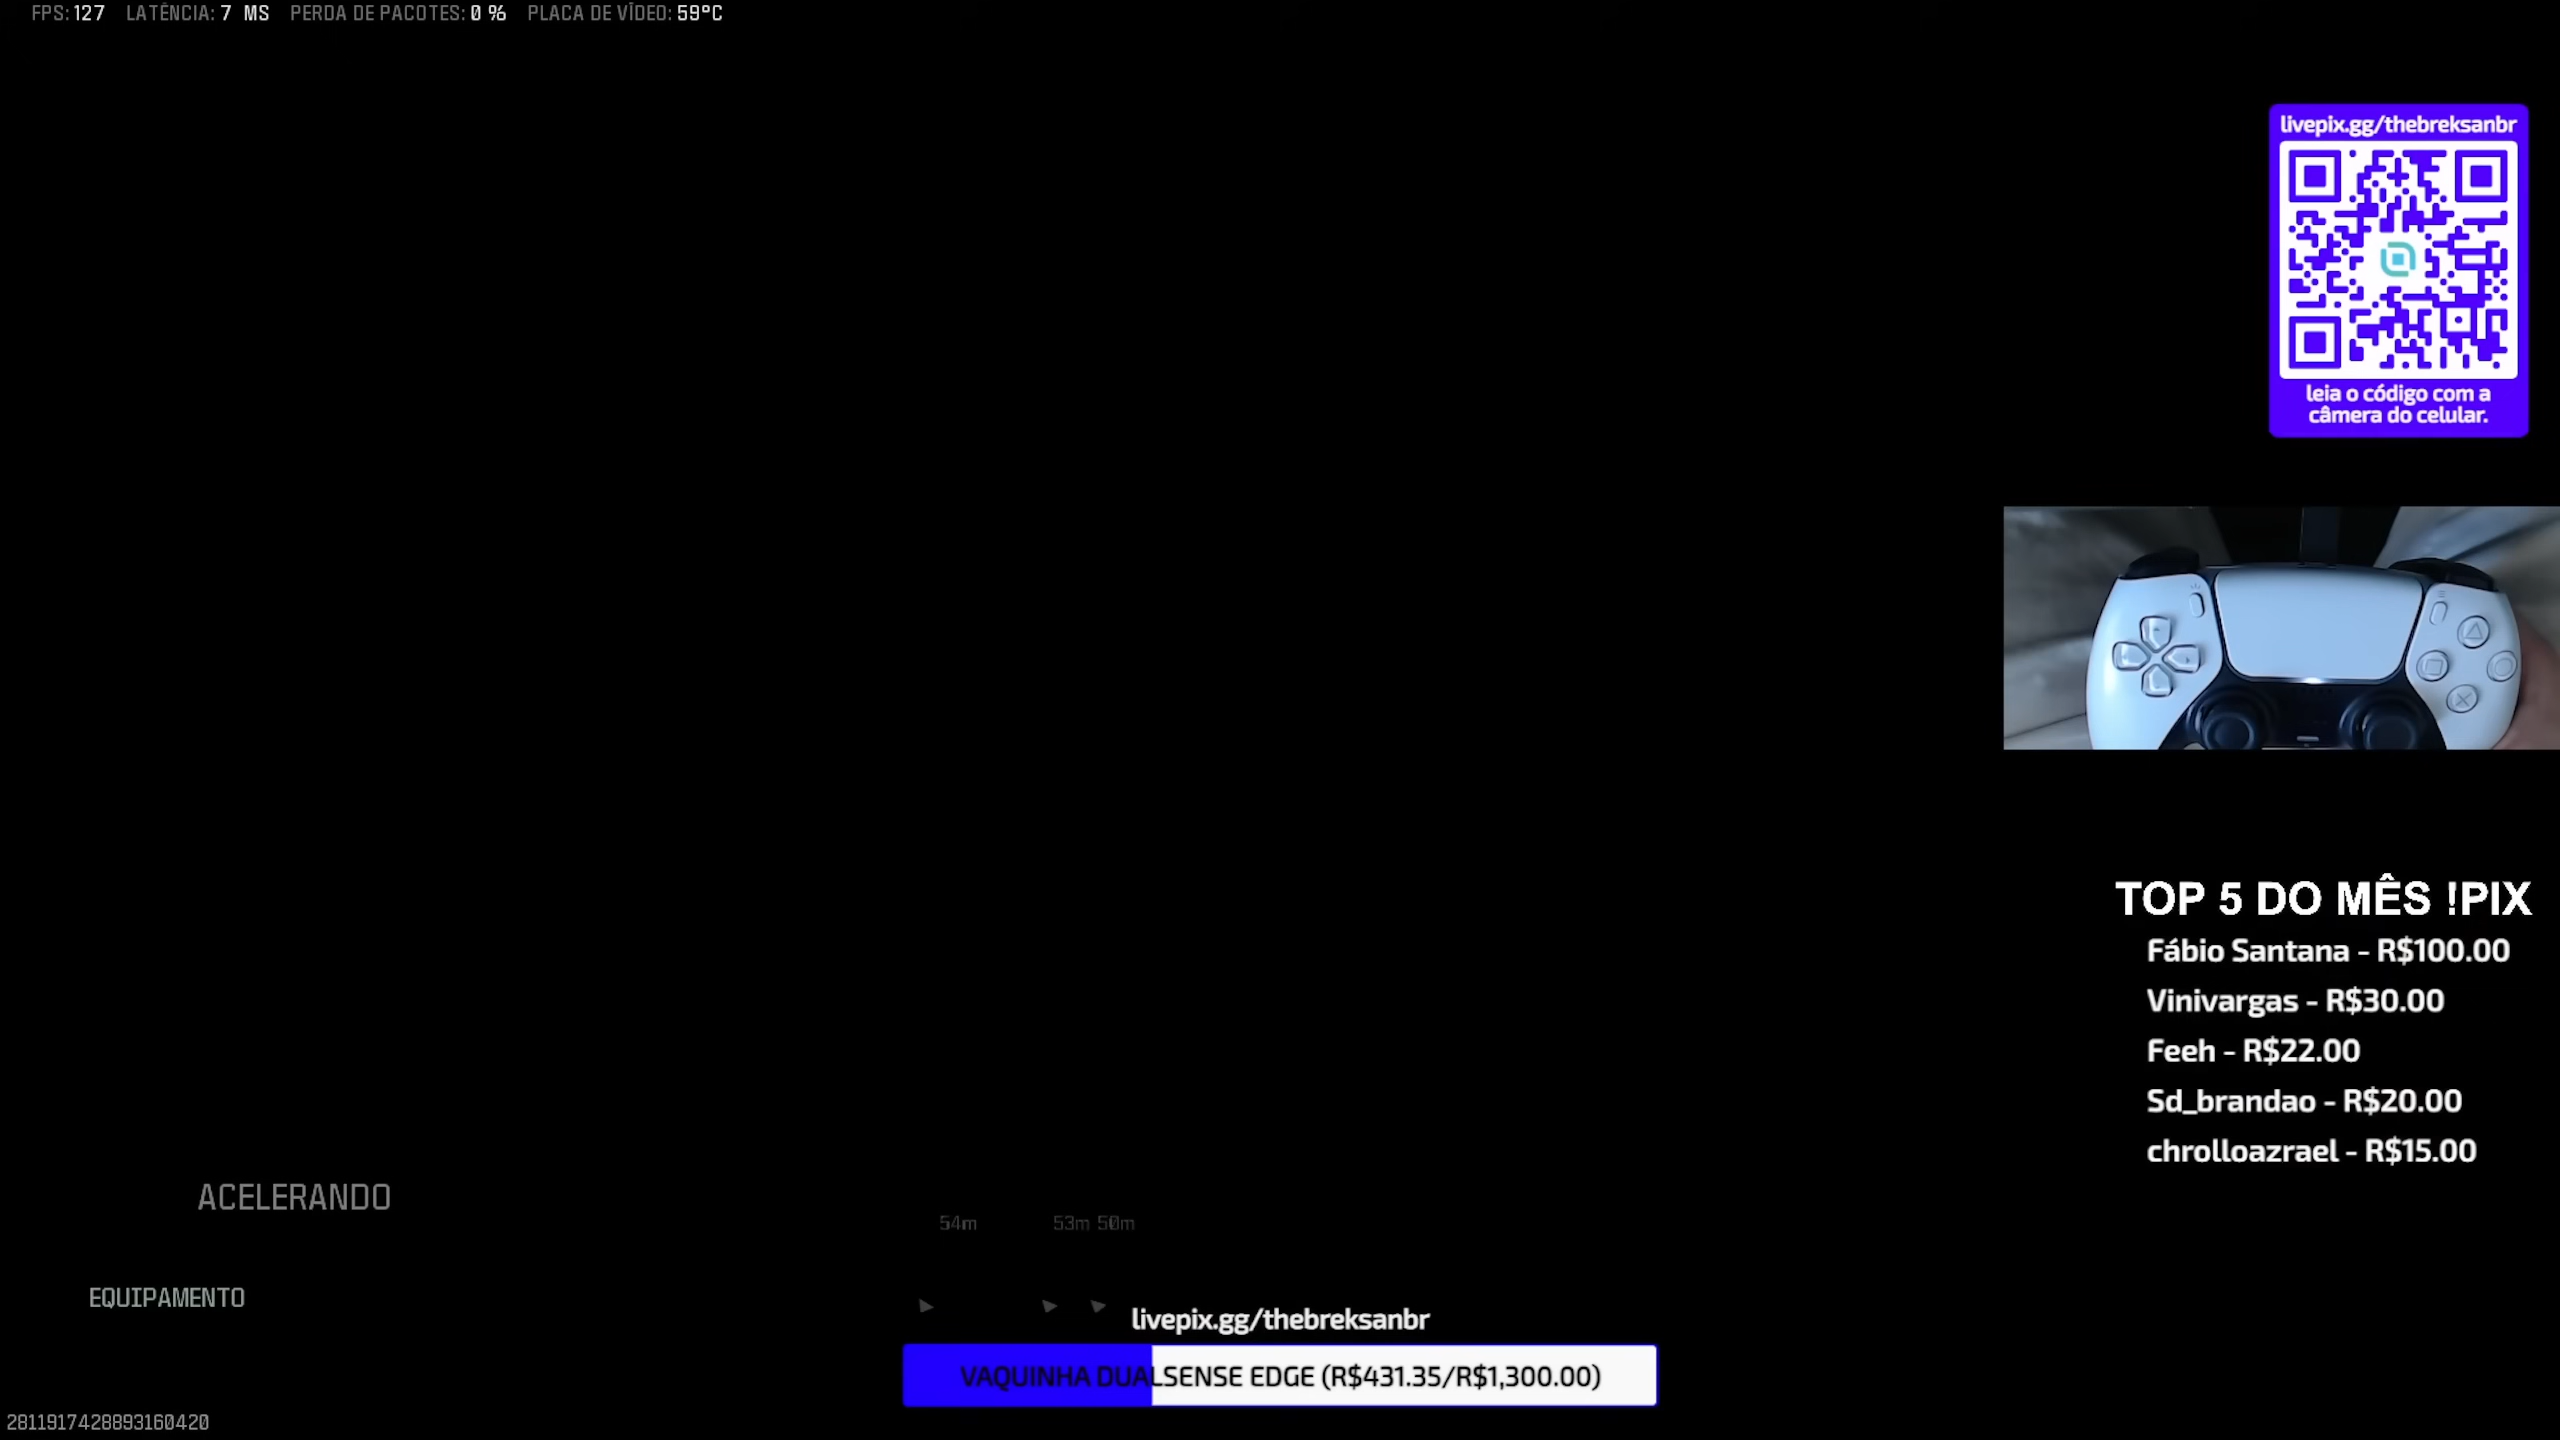 FPS: 127 LATÊNCIA: 7 MS PERDA DE PACOTES: 0 % PLACA DE VÍDEO: 59°C
livepix.gg/thebreksanbr
leia o código com a
câmera do celular.
TOP 5 DO MÊS !PIX
Fábio Santana - R$100.00
Vinivargas - R$30.00
Feeh - R$22.00
Sd_brandao - R$20.00
chrolloazrael - R$15.00
ACELERANDO
54m 53m 50m
EQUIPAMENTO
livepix.gg/thebreksanbr
VAQUINHA DUALSENSE EDGE (R$431.35/R$1,300.00)
2811917428893160420